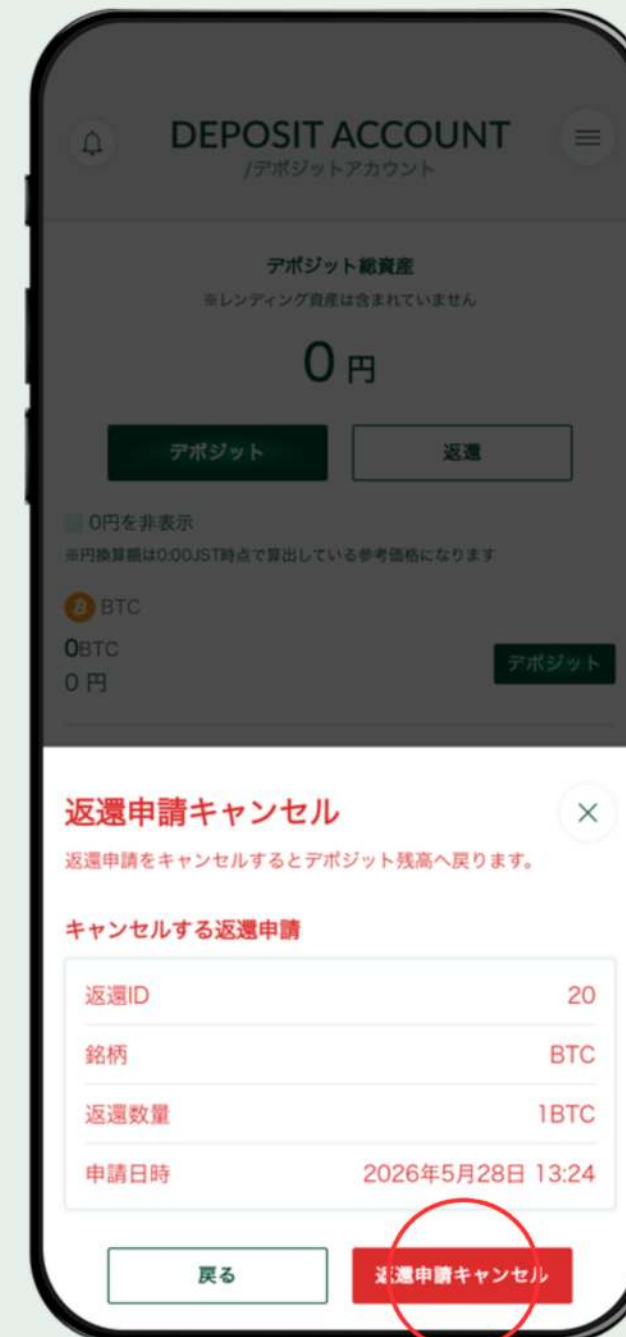 DEPOSIT ACCOUNT
/デポジットアカウント
デポジット総資産
※レンディング資産は含まれていません
0 円
デポジット
返還
0円を非表示
※円換算額は0:00JST時点で算出している参考価格になります
BTC
0BTC
0 円
デポジット
返還申請キャンセル
返還申請をキャンセルするとデポジット残高へ戻ります。
キャンセルする返還申請
返還ID 20
銘柄 BTC
返還数量 1BTC
申請日時 2026年5月28日 13:24
戻る
返還申請キャンセル